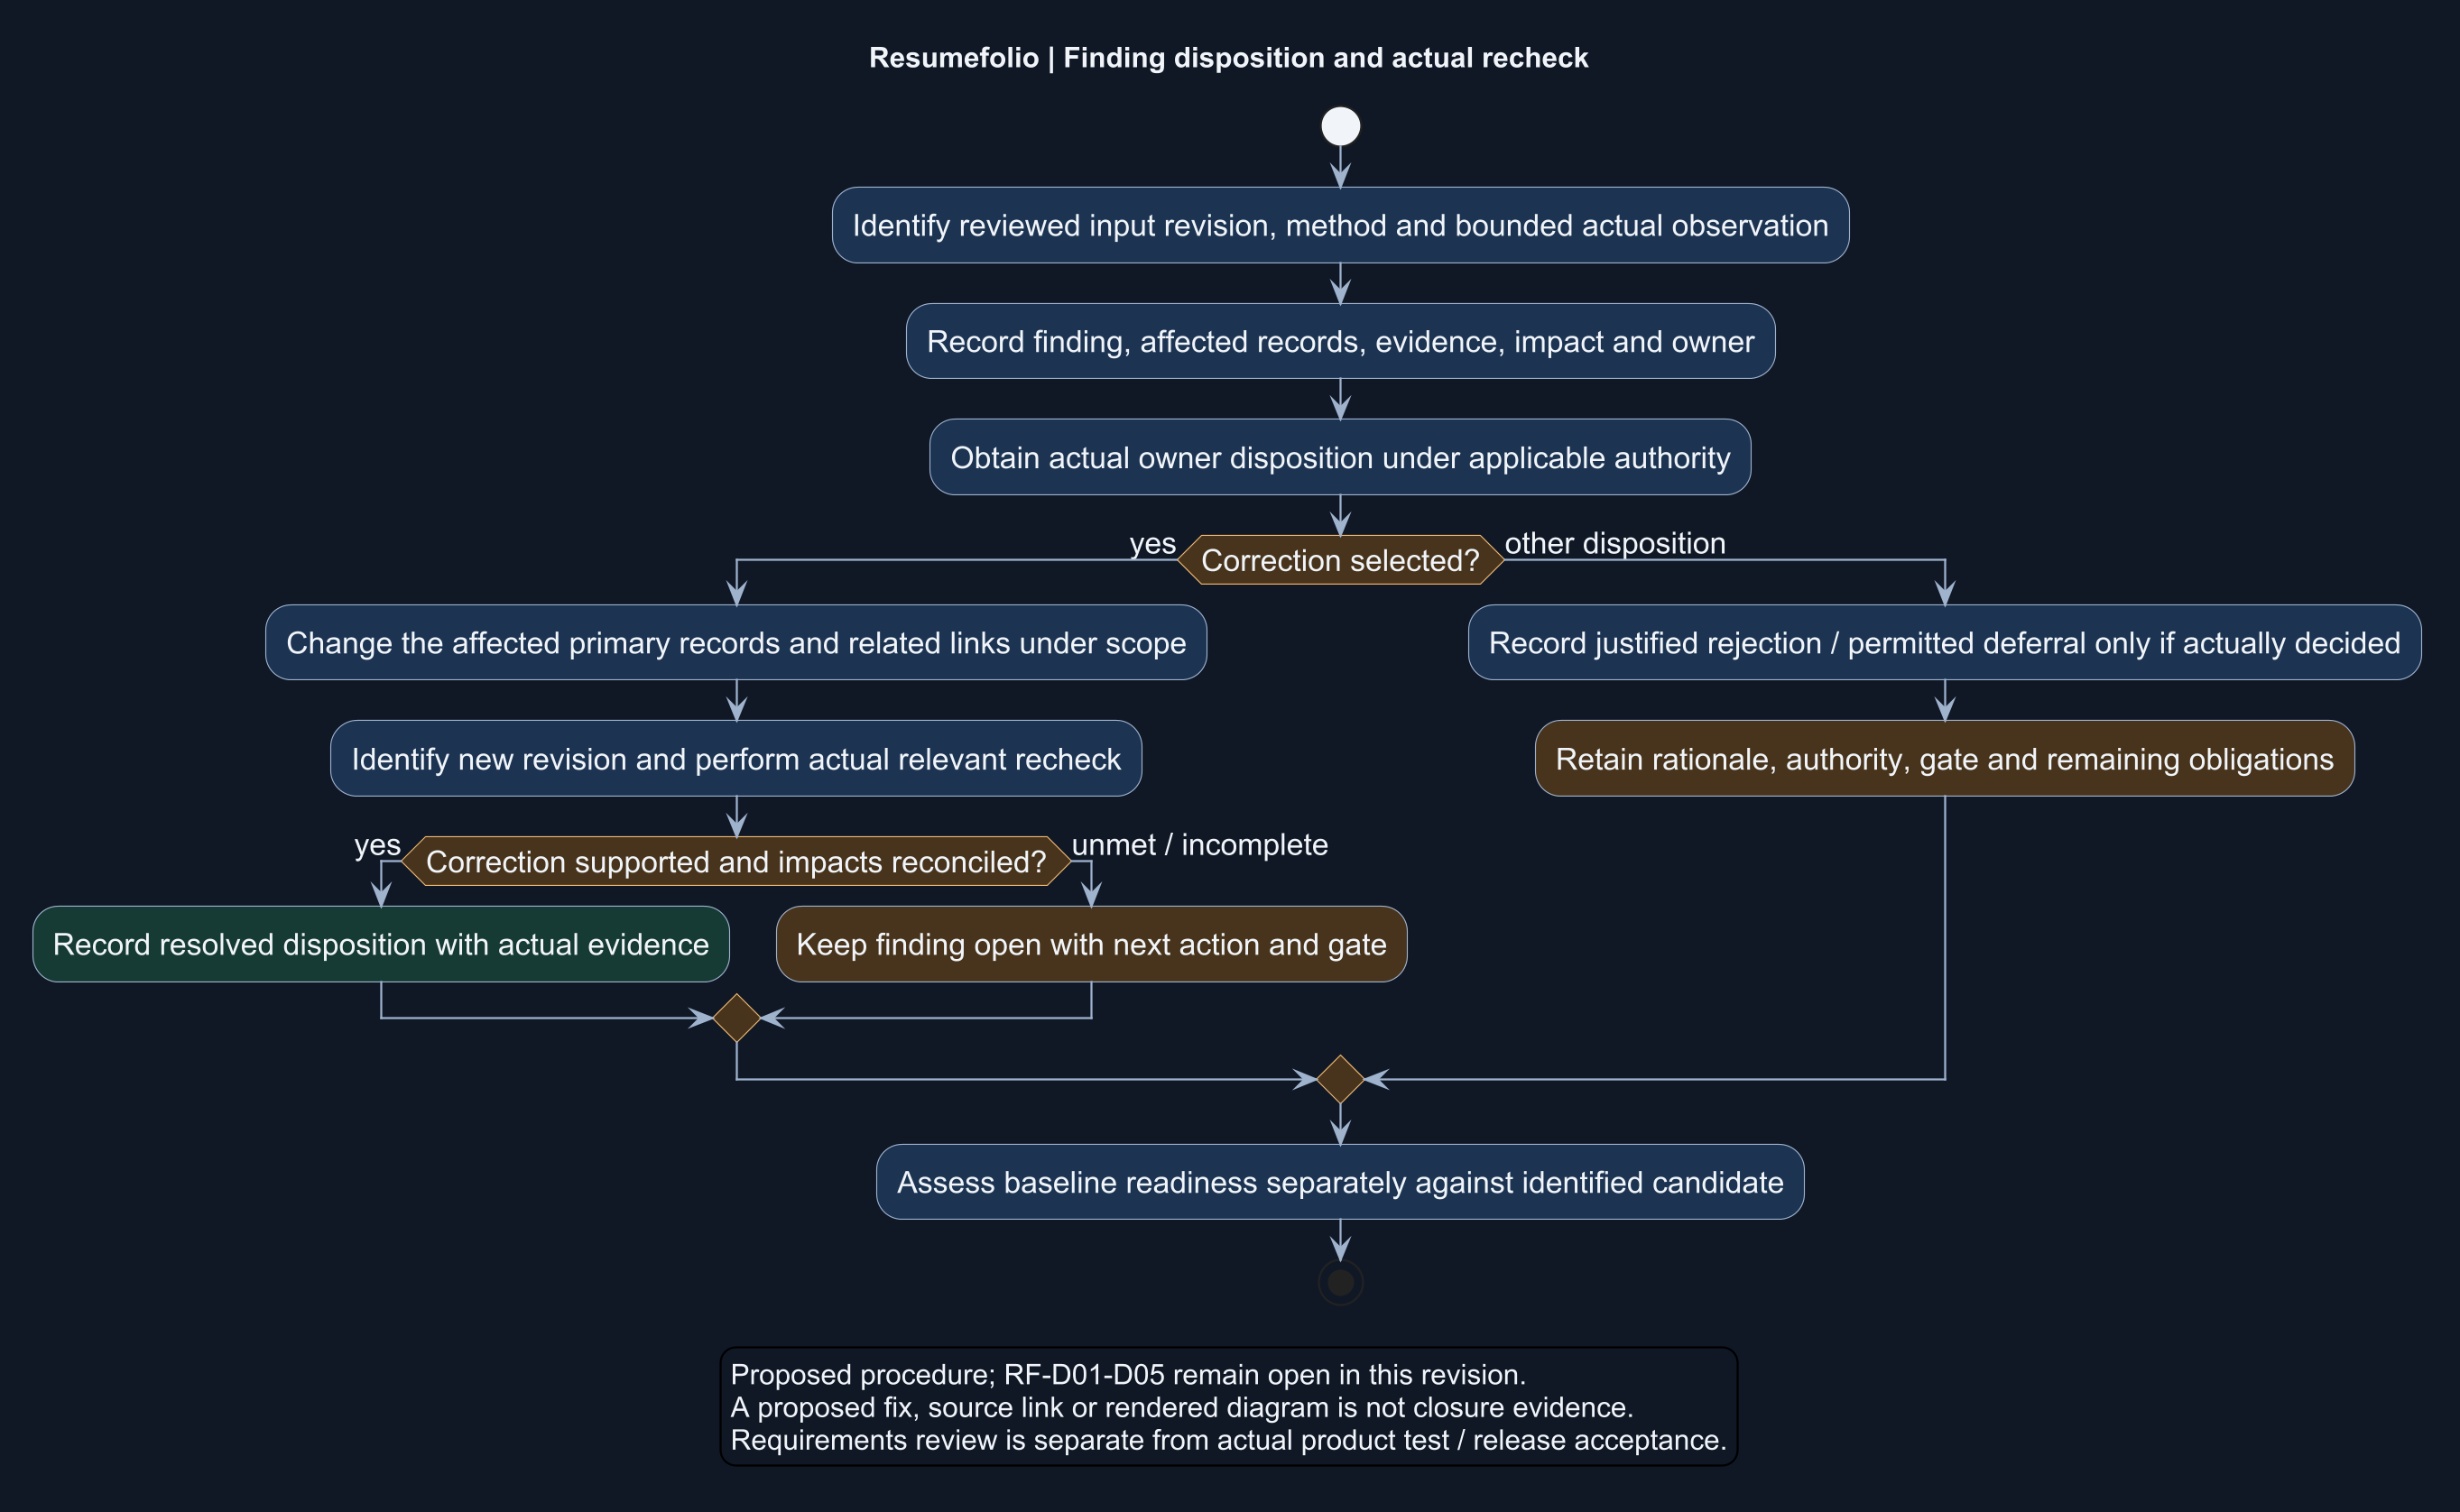 Resumefolio | Finding disposition and actual recheck
Identify reviewed input revision, method and bounded actual observation
Record finding, affected records, evidence, impact and owner
Obtain actual owner disposition under applicable authority
yes
Correction selected?
other disposition
Change the affected primary records and related links under scope
Record justified rejection / permitted deferral only if actually decided
Identify new revision and perform actual relevant recheck
Retain rationale, authority, gate and remaining obligations
yes
Correction supported and impacts reconciled?
unmet / incomplete
Record resolved disposition with actual evidence
Keep finding open with next action and gate
Assess baseline readiness separately against identified candidate
Proposed procedure; RF-D01-D05 remain open in this revision.
A proposed fix, source link or rendered diagram is not closure evidence.
Requirements review is separate from actual product test / release acceptance.